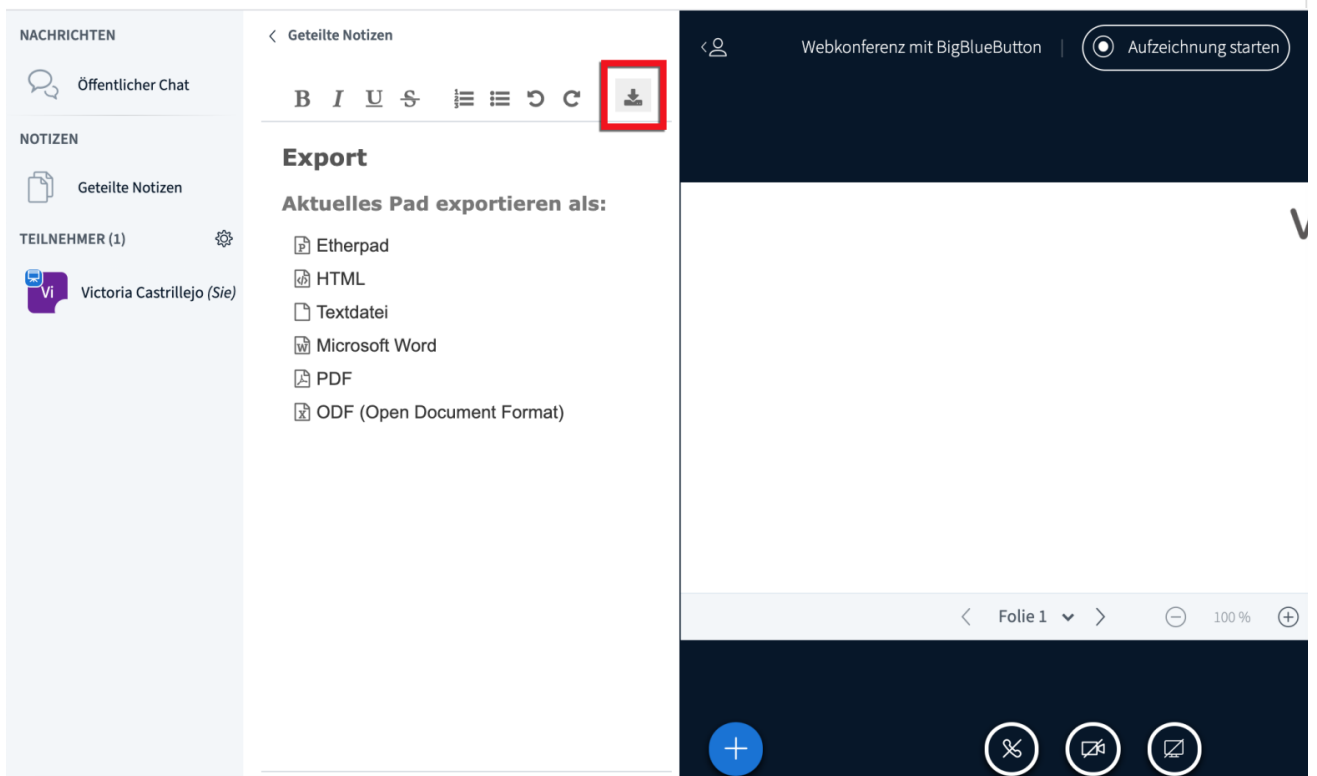 NACHRICHTEN
Öffentlicher Chat
NOTIZEN
Geteilte Notizen
TEILNEHMER (1)
Vi
Victoria Castrillejo (Sie)
Geteilte Notizen
B I U S
Export
Aktuelles Pad exportieren als:
Etherpad
HTML
Textdatei
Microsoft Word
PDF
ODF (Open Document Format)
Webkonferenz mit BigBlueButton | Aufzeichnung starten
V
Folie 1
100 %